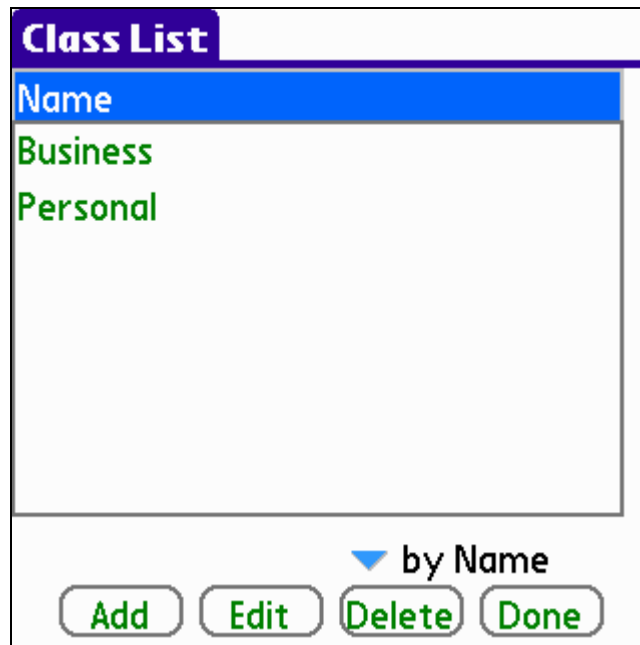 Class List
Name
Business
Personal
by Name
Add Edit Delete Done